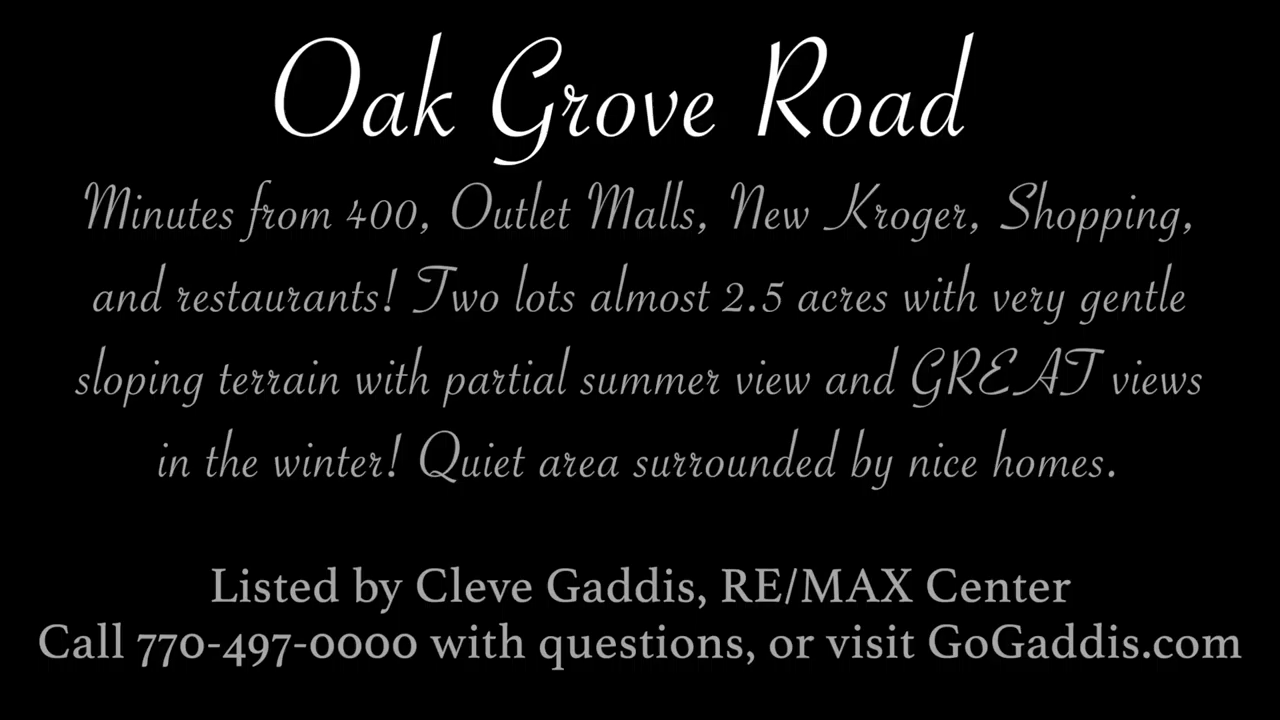 Oak Grove Road
Minutes from 400, Outlet Malls, New Kroger, Shopping,
and restaurants! Two lots almost 2.5 acres with very gentle
sloping terrain with partial summer view and GREAT views
in the winter! Quiet area surrounded by nice homes.
Listed by Cleve Gaddis, RE/MAX Center
Call 770-497-0000 with questions, or visit GoGaddis.com